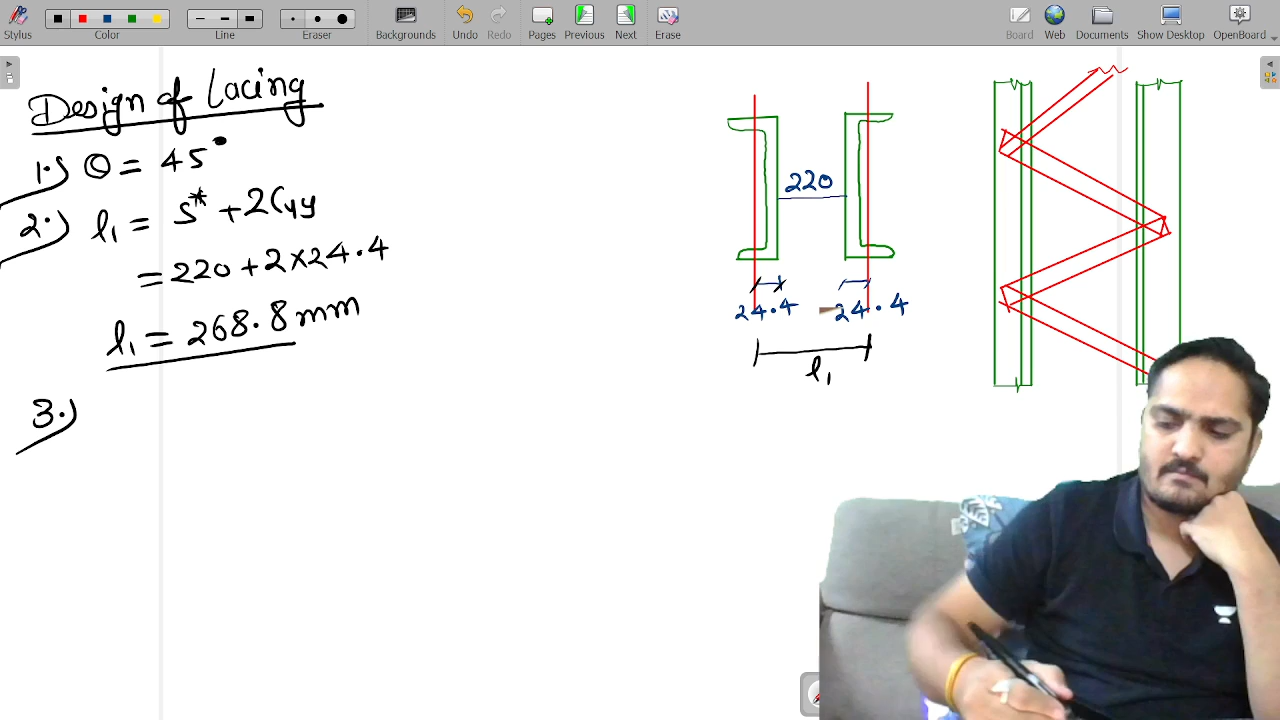 Stylus
Color
Line
Eraser
Backgrounds
Undo
Redo
Pages
Previous
Next
Erase
Board
Web
Documents
Show Desktop
OpenBoard
Design of Lacing
1.) θ = 45°
2.) l₁ = S* + 2Cyy
= 220 + 2×24.4
l₁ = 268.8 mm
3.)
220
24.4
24.4
l₁